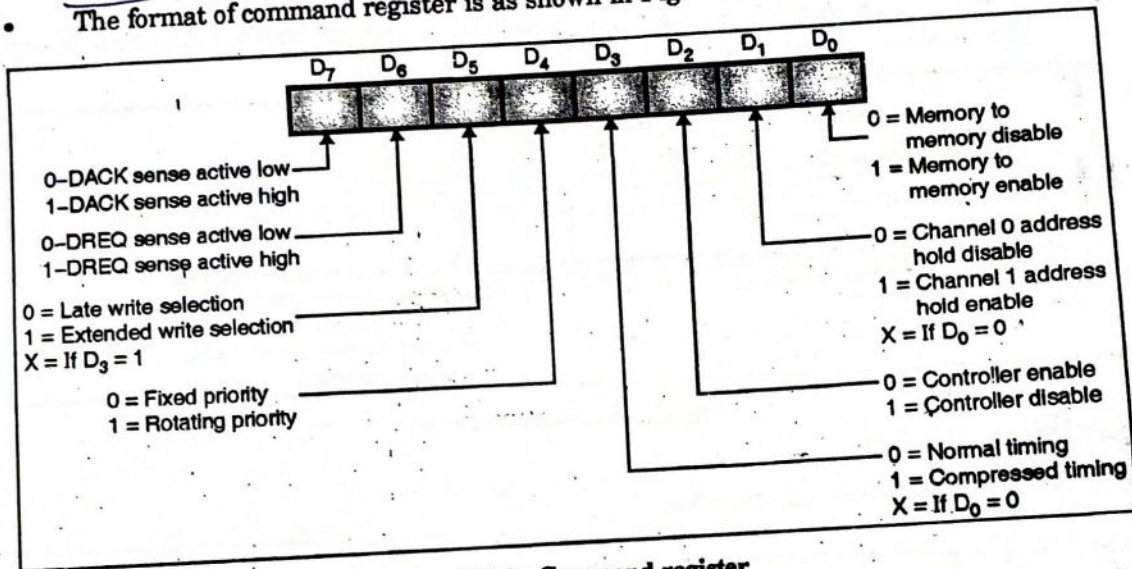 • The format of command register is as shown in
D7 D6 D5 D4 D3 D2 D1 D0
0–DACK sense active low
1–DACK sense active high
0–DREQ sense active low
1–DREQ sense active high
0 = Late write selection
1 = Extended write selection
X = If D3 = 1
0 = Fixed priority
1 = Rotating priority
0 = Memory to
memory disable
1 = Memory to
memory enable
0 = Channel 0 address
hold disable
1 = Channel 1 address
hold enable
X = If D0 = 0
0 = Controller enable
1 = Controller disable
0 = Normal timing
1 = Compressed timing
X = If D0 = 0
Command register